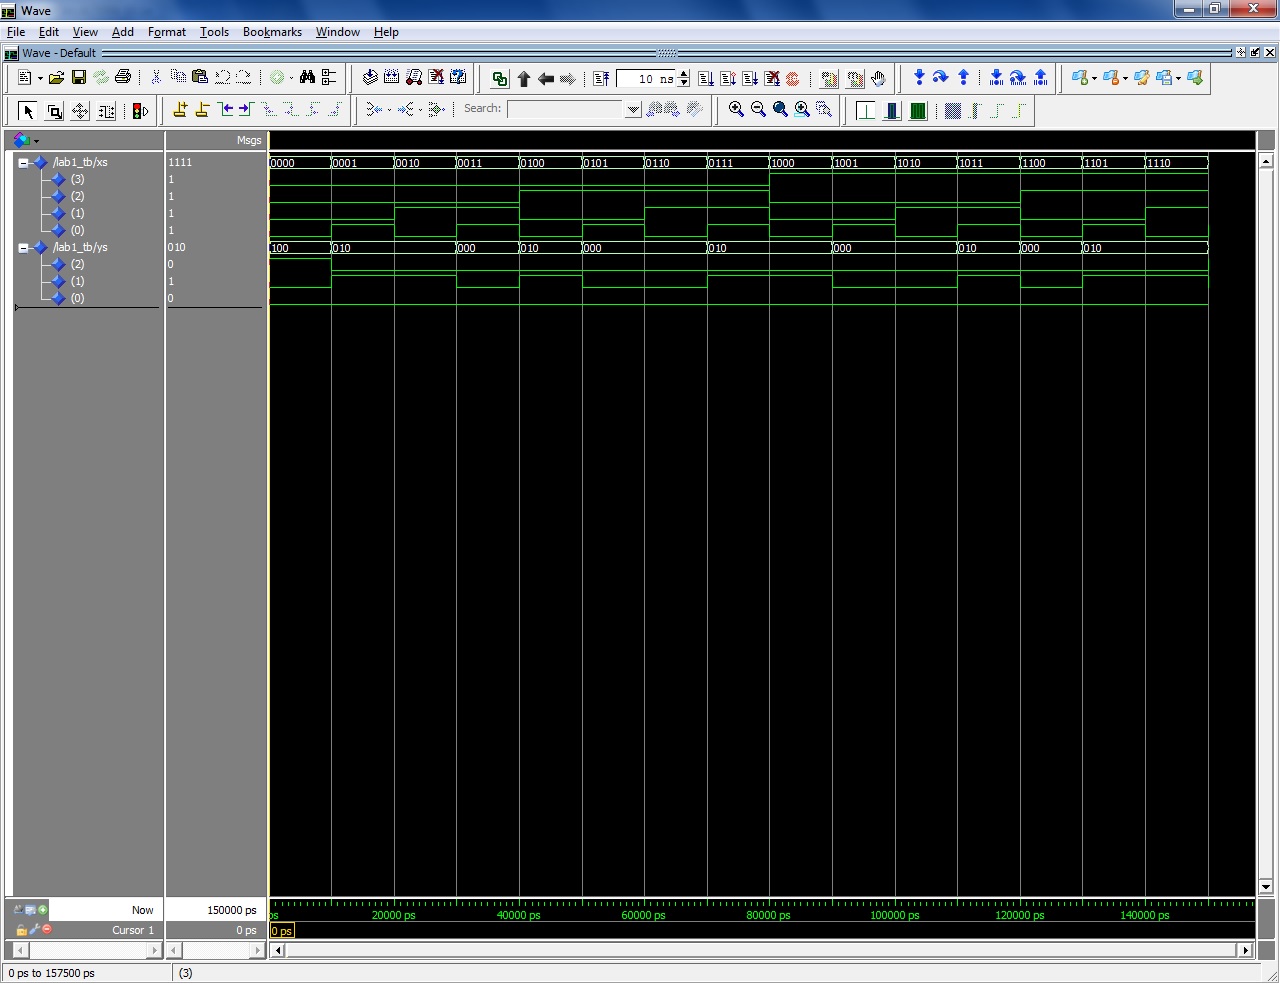 Wave
File Edit View Add Format Tools Bookmarks Window Help
Wave - Default
10 ns
Search:
Msgs
/lab1_tb/xs 1111 0000 0001 0010 0011 0100 0101 0110 0111 1000 1001 1010 1011 1100 1101 1110
(3) 1
(2) 1
(1) 1
(0) 1
/lab1_tb/ys 010 100 010 000 010 000 010 000 010 000 010
(2) 0
(1) 1
(0) 0
Now 150000 ps ps 20000 ps 40000 ps 60000 ps 80000 ps 100000 ps 120000 ps 140000 ps
Cursor 1 0 ps 0 ps
0 ps to 157500 ps (3)